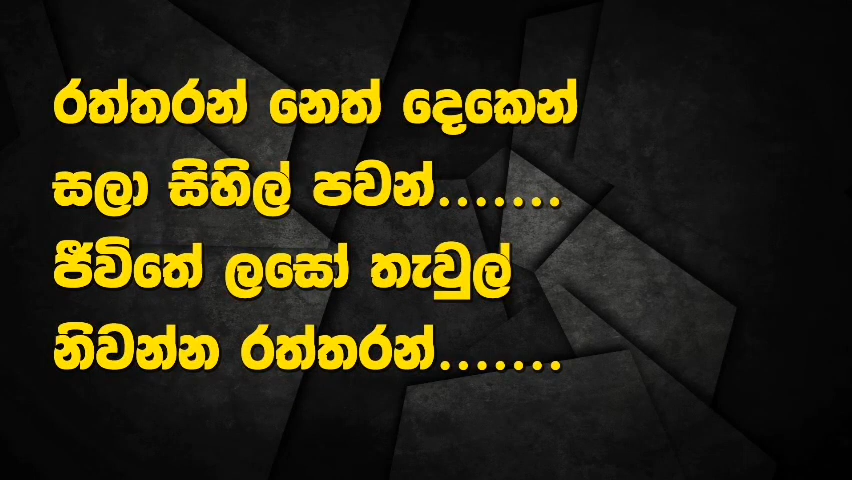 රත්තරන් නෙත් දෙකෙන්
සලා සිහිල් පවන්.......
ජීවිතේ ලසෝ තැවුල්
නිවන්න රත්තරන්.......